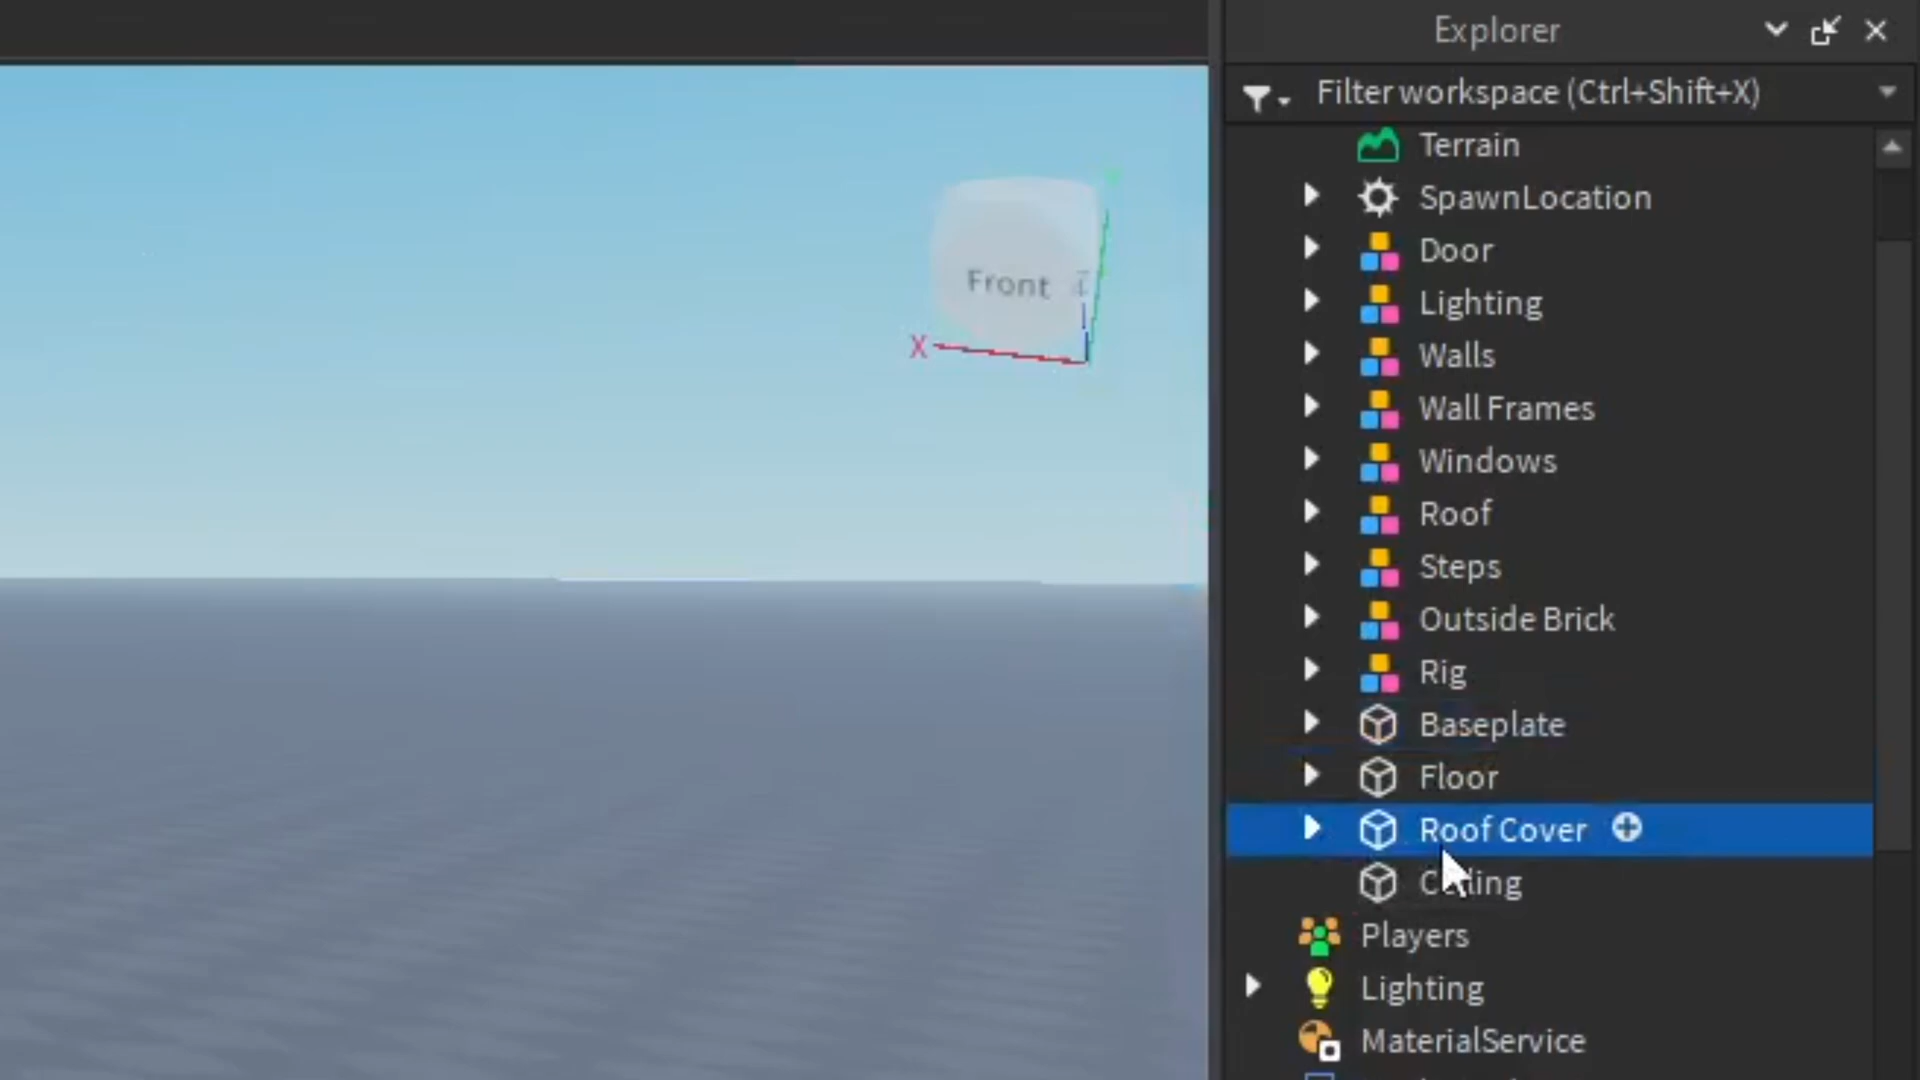 Explorer
Filter workspace (Ctrl+Shift+X)
Terrain
SpawnLocation
Door
Lighting
Walls
Wall Frames
Windows
Roof
Steps
Outside Brick
Rig
Baseplate
Floor
Roof Cover
Ceiling
Players
Lighting
MaterialService
Front
Z
X